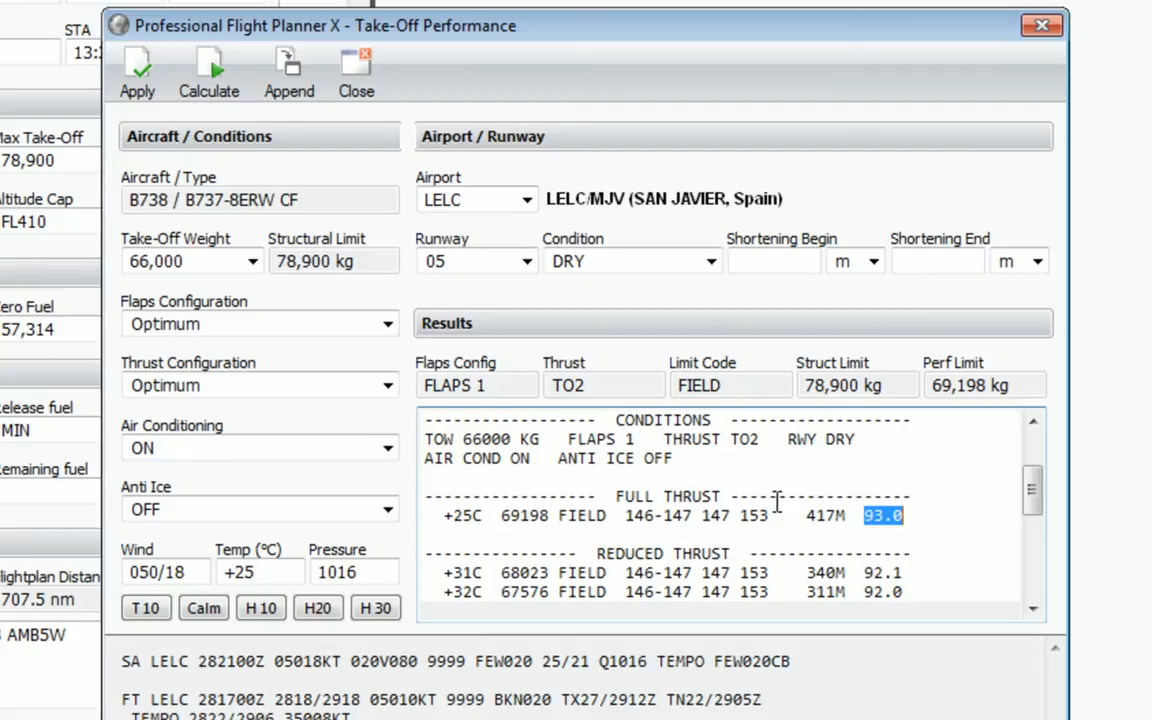 STA
13:
Professional Flight Planner X - Take-Off Performance
Apply Calculate Append Close
Max Take-Off
78,900
Altitude Cap
FL410
Zero Fuel
57,314
Release fuel
MIN
Remaining fuel
Flightplan Distan
707.5 nm
AMB5W
Aircraft / Conditions
Aircraft / Type
B738 / B737-8ERW CF
Take-Off Weight Structural Limit
66,000 78,900 kg
Flaps Configuration
Optimum
Thrust Configuration
Optimum
Air Conditioning
ON
Anti Ice
OFF
Wind Temp (°C) Pressure
050/18 +25 1016
T 10 Calm H 10 H20 H 30
Airport / Runway
Airport
LELC LELC/MJV (SAN JAVIER, Spain)
Runway Condition Shortening Begin Shortening End
05 DRY m m
Results
Flaps Config Thrust Limit Code Struct Limit Perf Limit
FLAPS 1 TO2 FIELD 78,900 kg 69,198 kg
------------------ CONDITIONS -------------------
TOW 66000 KG FLAPS 1 THRUST TO2 RWY DRY
AIR COND ON ANTI ICE OFF
------------------ FULL THRUST -------------------
+25C 69198 FIELD 146-147 147 153 417M 93.0
---------------- REDUCED THRUST -----------------
+31C 68023 FIELD 146-147 147 153 340M 92.1
+32C 67576 FIELD 146-147 147 153 311M 92.0
SA LELC 282100Z 05018KT 020V080 9999 FEW020 25/21 Q1016 TEMPO FEW020CB
FT LELC 281700Z 2818/2918 05010KT 9999 BKN020 TX27/2912Z TN22/2905Z
TEMPO 2822/2906 35008KT